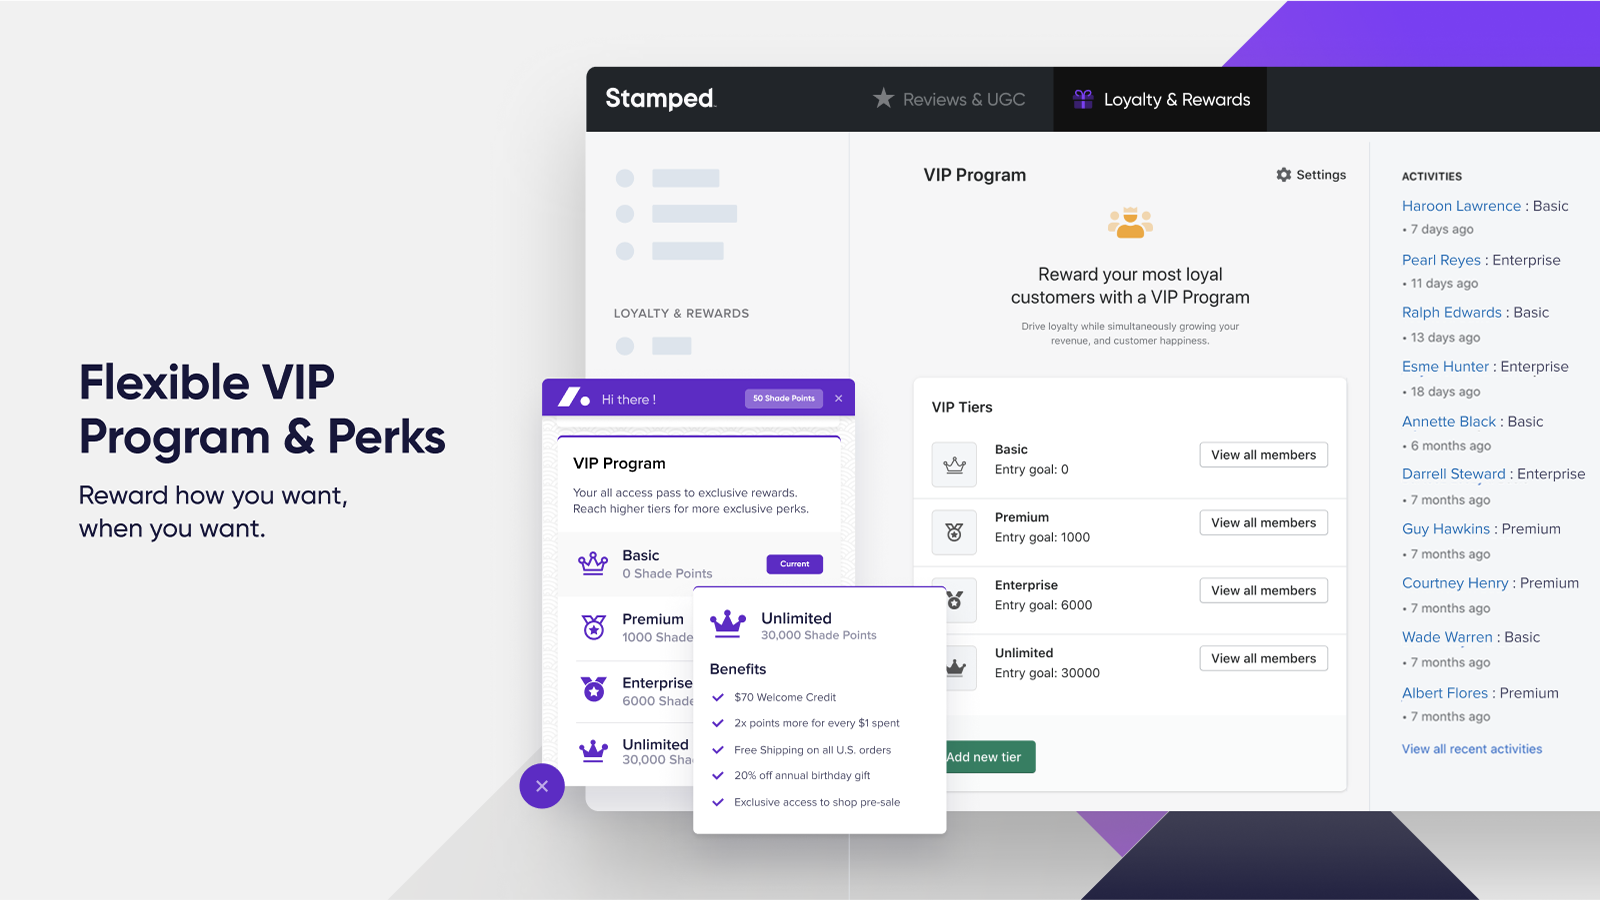 Flexible VIP
Program & Perks
Reward how you want,
when you want.
Stamped
Reviews & UGC
Loyalty & Rewards
LOYALTY & REWARDS
VIP Program
Settings
Reward your most loyal
customers with a VIP Program
Drive loyalty while simultaneously growing your
revenue, and customer happiness.
VIP Tiers
Basic
Entry goal: 0
View all members
Premium
Entry goal: 1000
View all members
Enterprise
Entry goal: 6000
View all members
Unlimited
Entry goal: 30000
View all members
Add new tier
ACTIVITIES
Haroon Lawrence : Basic
• 7 days ago
Pearl Reyes : Enterprise
• 11 days ago
Ralph Edwards : Basic
• 13 days ago
Esme Hunter : Enterprise
• 18 days ago
Annette Black : Basic
• 6 months ago
Darrell Steward : Enterprise
• 7 months ago
Guy Hawkins : Premium
• 7 months ago
Courtney Henry : Premium
• 7 months ago
Wade Warren : Basic
• 7 months ago
Albert Flores : Premium
• 7 months ago
View all recent activities
Hi there !
50 Shade Points
VIP Program
Your all access pass to exclusive rewards.
Reach higher tiers for more exclusive perks.
Basic
0 Shade Points
Current
Premium
1000 Shade
Enterprise
6000 Shade
Unlimited
30,000 Sha
Unlimited
30,000 Shade Points
Benefits
$70 Welcome Credit
2x points more for every $1 spent
Free Shipping on all U.S. orders
20% off annual birthday gift
Exclusive access to shop pre-sale